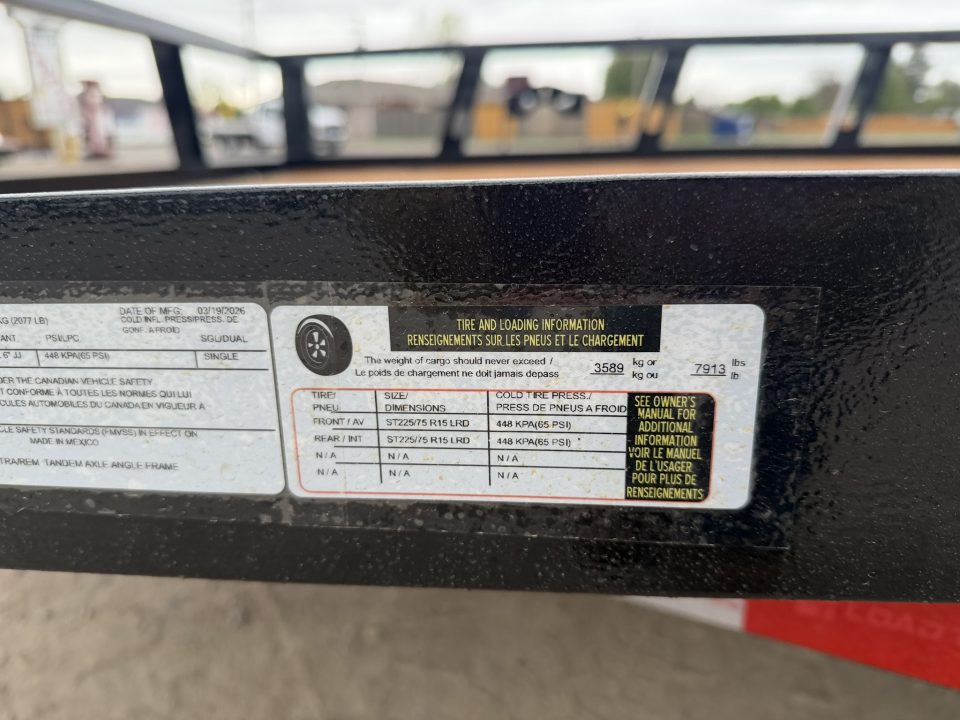 KG (2077 LB)
DATE OF MFG: 03/19/2026
COLD INFL. PRESS/PRESS. DE
GONF. A FROID
PSI/LPC.
SGL/DUAL
448 KPA(65 PSI)
SINGLE
THE CANADIAN VEHICLE SAFETY
CONFORME À TOUTES LES NORMES QUI LUI
AUTOMOBILES DU CANADA EN VIGUEUR A
SAFETY STANDARDS (FMVSS) IN EFFECT ON
MADE IN MEXICO
TANDEM AXLE ANGLE FRAME
TIRE AND LOADING INFORMATION
RENSEIGNEMENTS SUR LES PNEUS ET LE CHARGEMENT
The weight of cargo should never exceed / 3589 kg or 7913 lbs
Le poids de chargement ne doit jamais depass kg ou lb
TIRE/ SIZE/ COLD TIRE PRESS./
PNEU DIMENSIONS PRESS DE PNEUS A FROID
FRONT / AV ST225/75 R15 LRD 448 KPA(65 PSI)
REAR / INT ST225/75 R15 LRD 448 KPA(65 PSI)
N / A N / A N / A
N / A N / A N / A
SEE OWNER'S
MANUAL FOR
ADDITIONAL
INFORMATION
VOIR LE MANUEL
DE L'USAGER
POUR PLUS DE
RENSEIGNEMENTS